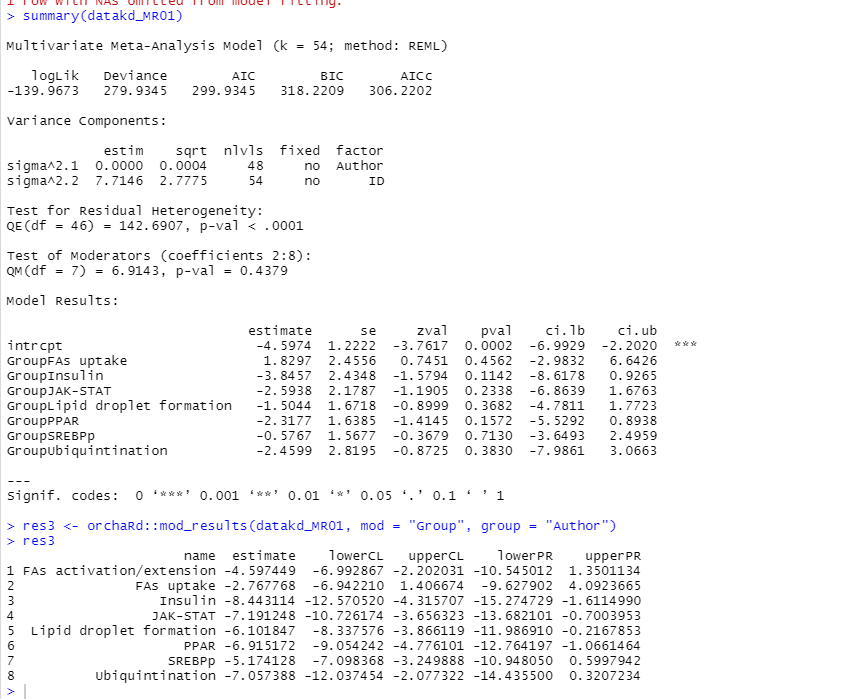 1 row with NAs omitted from model fitting.
> summary(datakd_MR01)

Multivariate Meta-Analysis Model (k = 54; method: REML)

   logLik   Deviance        AIC        BIC       AICc
-139.9673   279.9345   299.9345   318.2209   306.2202

Variance Components:

            estim    sqrt  nlvls  fixed  factor
sigma^2.1  0.0000  0.0004     48     no  Author
sigma^2.2  7.7146  2.7775     54     no      ID

Test for Residual Heterogeneity:
QE(df = 46) = 142.6907, p-val < .0001

Test of Moderators (coefficients 2:8):
QM(df = 7) = 6.9143, p-val = 0.4379

Model Results:

                              estimate      se     zval    pval    ci.lb    ci.ub
intrcpt                        -4.5974  1.2222  -3.7617  0.0002  -6.9929  -2.2020  ***
GroupFAs uptake                 1.8297  2.4556   0.7451  0.4562  -2.9832   6.6426
GroupInsulin                   -3.8457  2.4348  -1.5794  0.1142  -8.6178   0.9265
GroupJAK-STAT                  -2.5938  2.1787  -1.1905  0.2338  -6.8639   1.6763
GroupLipid droplet formation   -1.5044  1.6718  -0.8999  0.3682  -4.7811   1.7723
GroupPPAR                      -2.3177  1.6385  -1.4145  0.1572  -5.5292   0.8938
GroupSREBPp                    -0.5767  1.5677  -0.3679  0.7130  -3.6493   2.4959
GroupUbiquintination           -2.4599  2.8195  -0.8725  0.3830  -7.9861   3.0663

---
Signif. codes:  0 ‘***’ 0.001 ‘**’ 0.01 ‘*’ 0.05 ‘.’ 0.1 ‘ ’ 1

> res3 <- orchaRd::mod_results(datakd_MR01, mod = "Group", group = "Author")
> res3
                      name  estimate    lowerCL   upperCL    lowerPR    upperPR
1 FAs activation/extension -4.597449  -6.992867 -2.202031 -10.545012  1.3501134
2               FAs uptake -2.767768  -6.942210  1.406674  -9.627902  4.0923665
3                  Insulin -8.443114 -12.570520 -4.315707 -15.274729 -1.6114990
4                 JAK-STAT -7.191248 -10.726174 -3.656323 -13.682101 -0.7003953
5   Lipid droplet formation -6.101847  -8.337576 -3.866119 -11.986910 -0.2167853
6                     PPAR -6.915172  -9.054242 -4.776101 -12.764197 -1.0661464
7                   SREBPp -5.174128  -7.098368 -3.249888 -10.948050  0.5997942
8          Ubiquintination -7.057388 -12.037454 -2.077322 -14.435500  0.3207234
>